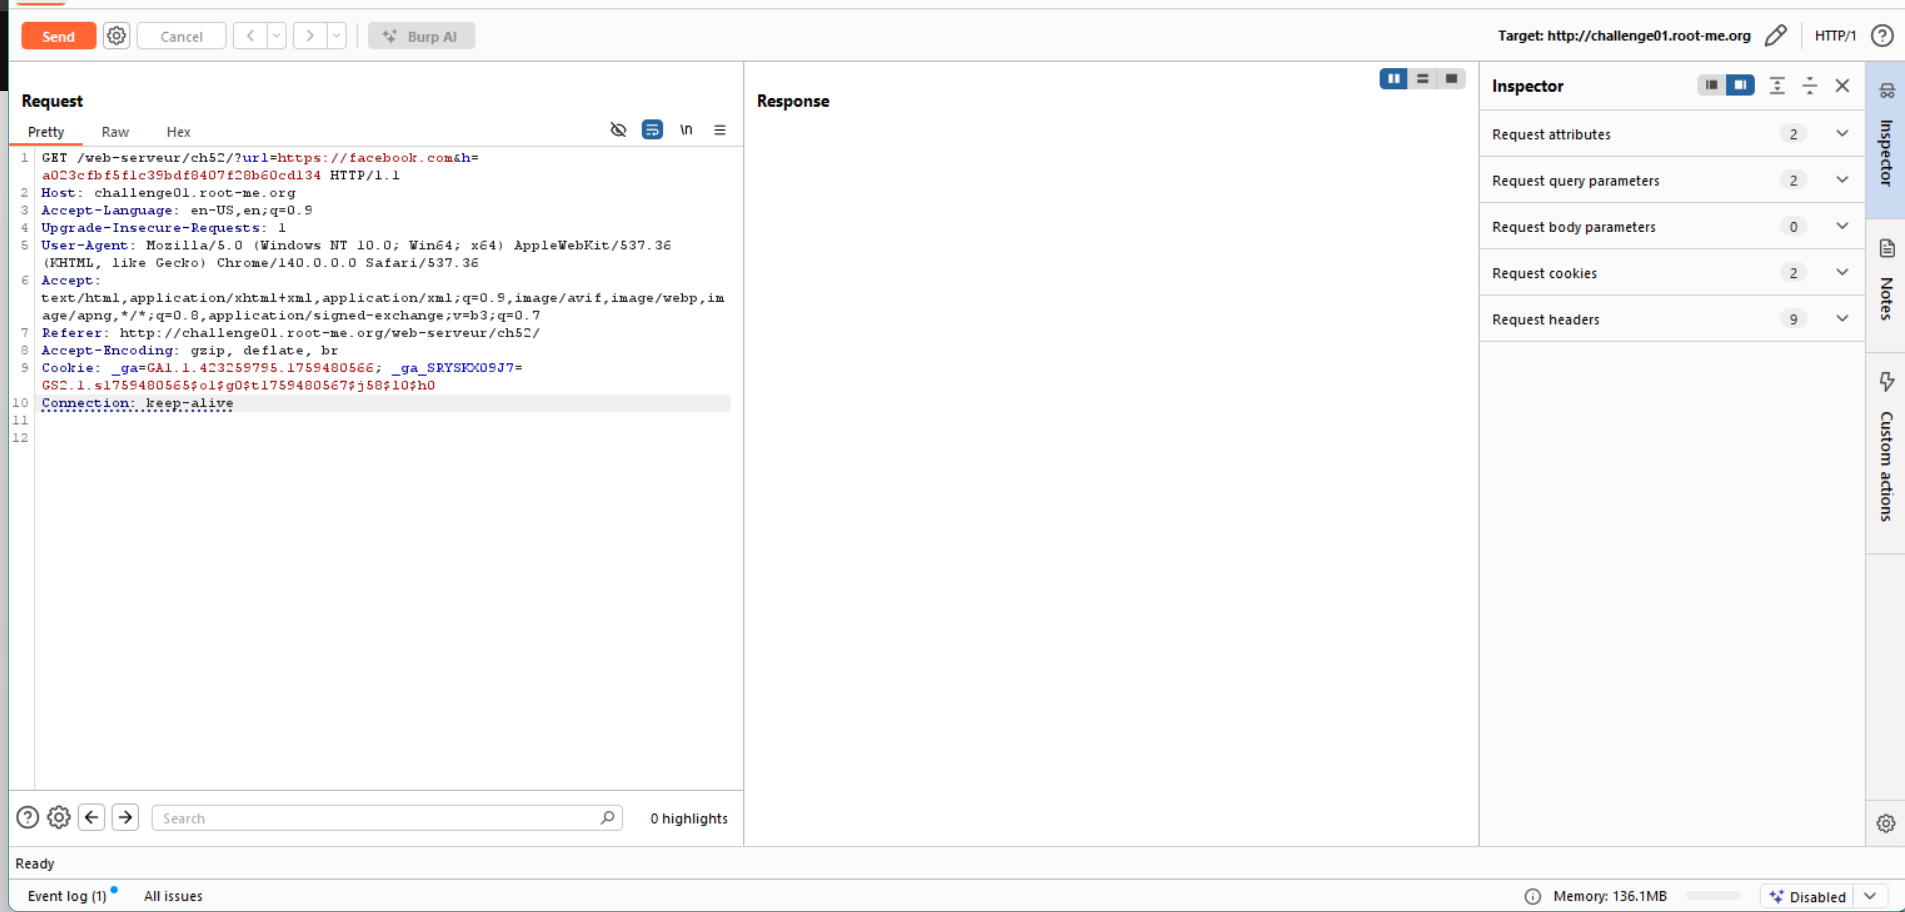 Send
Cancel
Burp AI
Target: http://challenge01.root-me.org
HTTP/1
Request
Pretty Raw Hex
\n
1 GET /web-serveur/ch52/?url=https://facebook.com&h=
a023cfbf5f1c39bdf8407f28b60cd134 HTTP/1.1
2 Host: challenge01.root-me.org
3 Accept-Language: en-US,en;q=0.9
4 Upgrade-Insecure-Requests: 1
5 User-Agent: Mozilla/5.0 (Windows NT 10.0; Win64; x64) AppleWebKit/537.36
(KHTML, like Gecko) Chrome/140.0.0.0 Safari/537.36
6 Accept:
text/html,application/xhtml+xml,application/xml;q=0.9,image/avif,image/webp,im
age/apng,*/*;q=0.8,application/signed-exchange;v=b3;q=0.7
7 Referer: http://challenge01.root-me.org/web-serveur/ch52/
8 Accept-Encoding: gzip, deflate, br
9 Cookie: _ga=GA1.1.423259795.1759480566; _ga_SRYSKX09J7=
GS2.1.s1759480565$o1$g0$t1759480567$j58$l0$h0
10 Connection: keep-alive
11
12
Search
0 highlights
Response
Inspector
Request attributes 2
Request query parameters 2
Request body parameters 0
Request cookies 2
Request headers 9
Inspector
Notes
Custom actions
Ready
Event log (1)
All issues
Memory: 136.1MB
Disabled